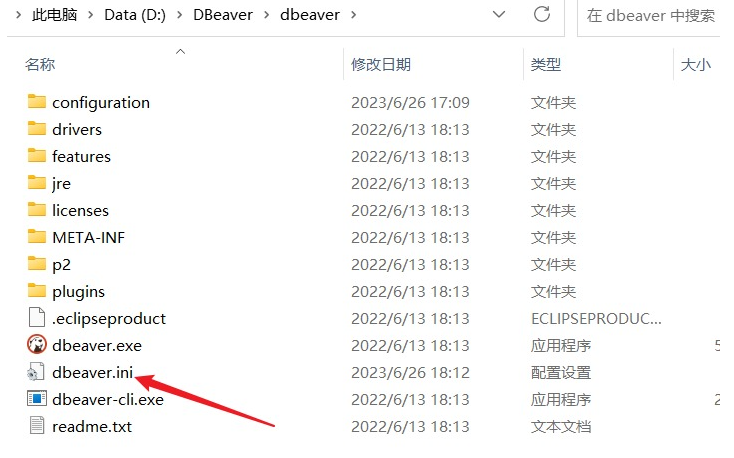 此电脑 Data (D:) DBeaver dbeaver 在 dbeaver 中搜索
名称 修改日期 类型 大小
configuration 2023/6/26 17:09 文件夹
drivers 2022/6/13 18:13 文件夹
features 2022/6/13 18:13 文件夹
jre 2022/6/13 18:13 文件夹
licenses 2022/6/13 18:13 文件夹
META-INF 2022/6/13 18:13 文件夹
p2 2022/6/13 18:13 文件夹
plugins 2022/6/13 18:13 文件夹
.eclipseproduct 2022/6/13 18:13 ECLIPSEPRODUC...
dbeaver.exe 2022/6/13 18:13 应用程序
dbeaver.ini 2023/6/26 18:12 配置设置
dbeaver-cli.exe 2022/6/13 18:13 应用程序
readme.txt 2022/6/13 18:13 文本文档